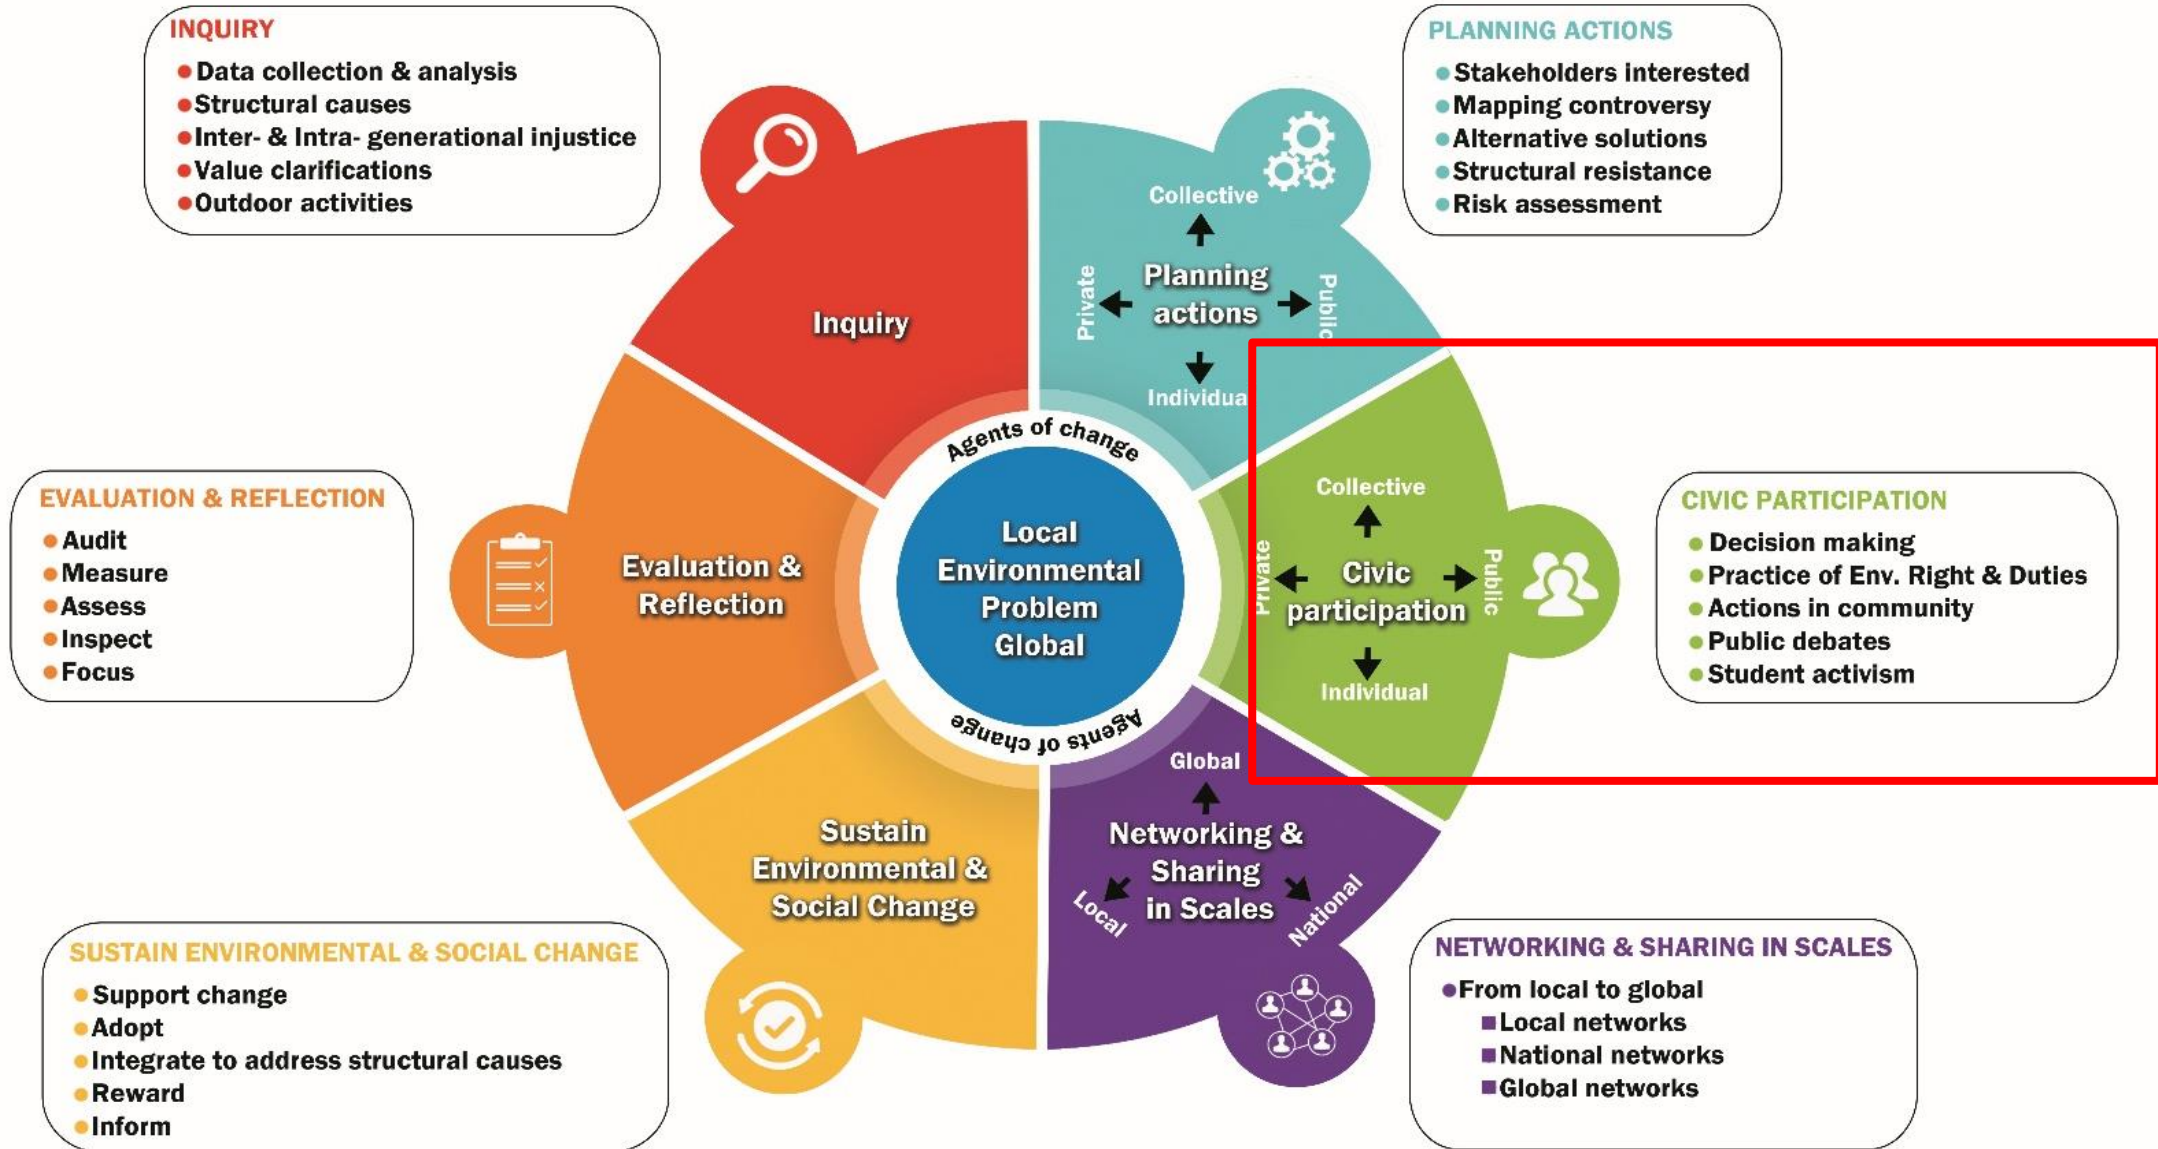 INQUIRY
Data collection & analysis
Structural causes
Inter- & Intra- generational injustice
Value clarifications
Outdoor activities
PLANNING ACTIONS
Stakeholders interested
Mapping controversy
Alternative solutions
Structural resistance
Risk assessment
Inquiry
Collective
Private
Planning
actions
Public
Individua
Agents of change
Local
Environmental
Problem
Global
Agents of change
Collective
Private
Civic
participation
Public
Individual
CIVIC PARTICIPATION
Decision making
Practice of Env. Right & Duties
Actions in community
Public debates
Student activism
EVALUATION & REFLECTION
Audit
Measure
Assess
Inspect
Focus
Evaluation &
Reflection
Sustain
Environmental &
Social Change
Global
Networking &
Sharing
in Scales
Local
National
SUSTAIN ENVIRONMENTAL & SOCIAL CHANGE
Support change
Adopt
Integrate to address structural causes
Reward
Inform
NETWORKING & SHARING IN SCALES
From local to global
Local networks
National networks
Global networks